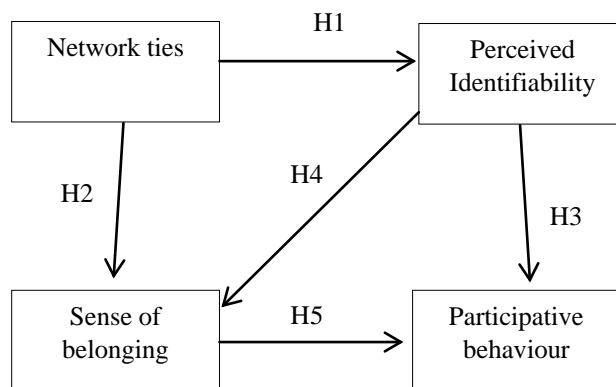 H1
Network ties
Perceived
Identifiability
H4
H2
H3
Sense of
belonging
H5
Participative
behaviour